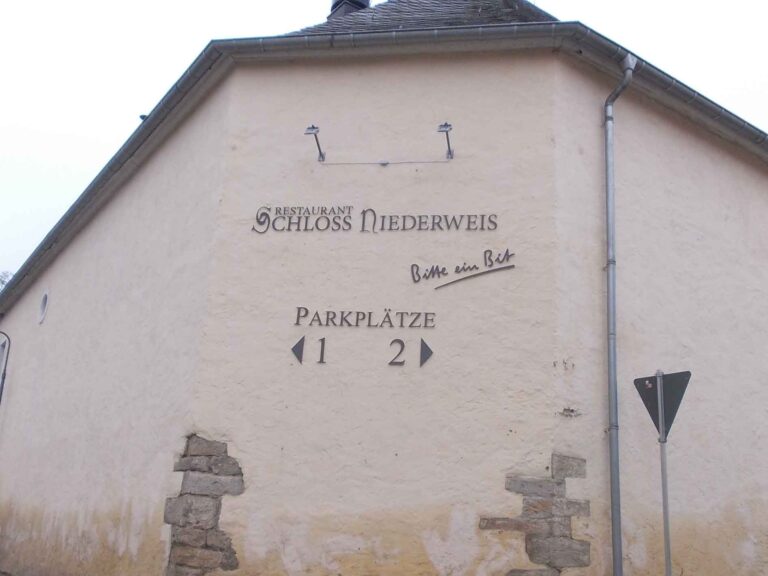 RESTAURANT
SCHLOSS NIEDERWEIS
Bitte ein Bit
PARKPLÄTZE
1 2